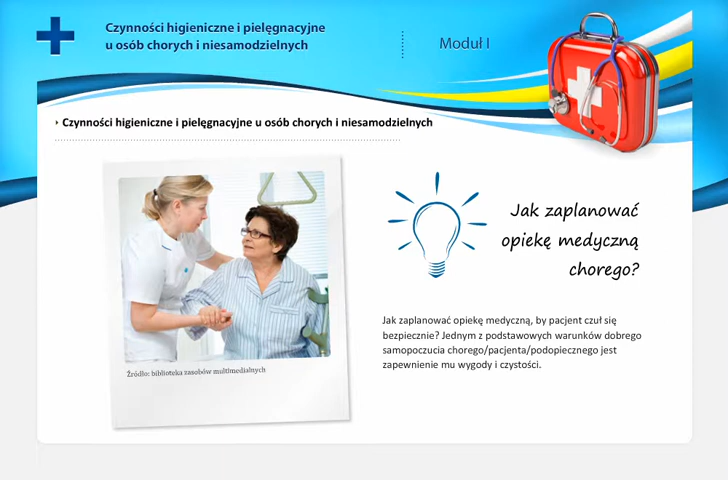 Czynności higieniczne i pielęgnacyjne
u osób chorych i niesamodzielnych
Moduł I
Czynności higieniczne i pielęgnacyjne u osób chorych i niesamodzielnych
Jak zaplanować
opiekę medyczną
chorego?
Źródło: biblioteka zasobów multimedialnych
Jak zaplanować opiekę medyczną, by pacjent czuł się
bezpiecznie? Jednym z podstawowych warunków dobrego
samopoczucia chorego/pacjenta/podopiecznego jest
zapewnienie mu wygody i czystości.